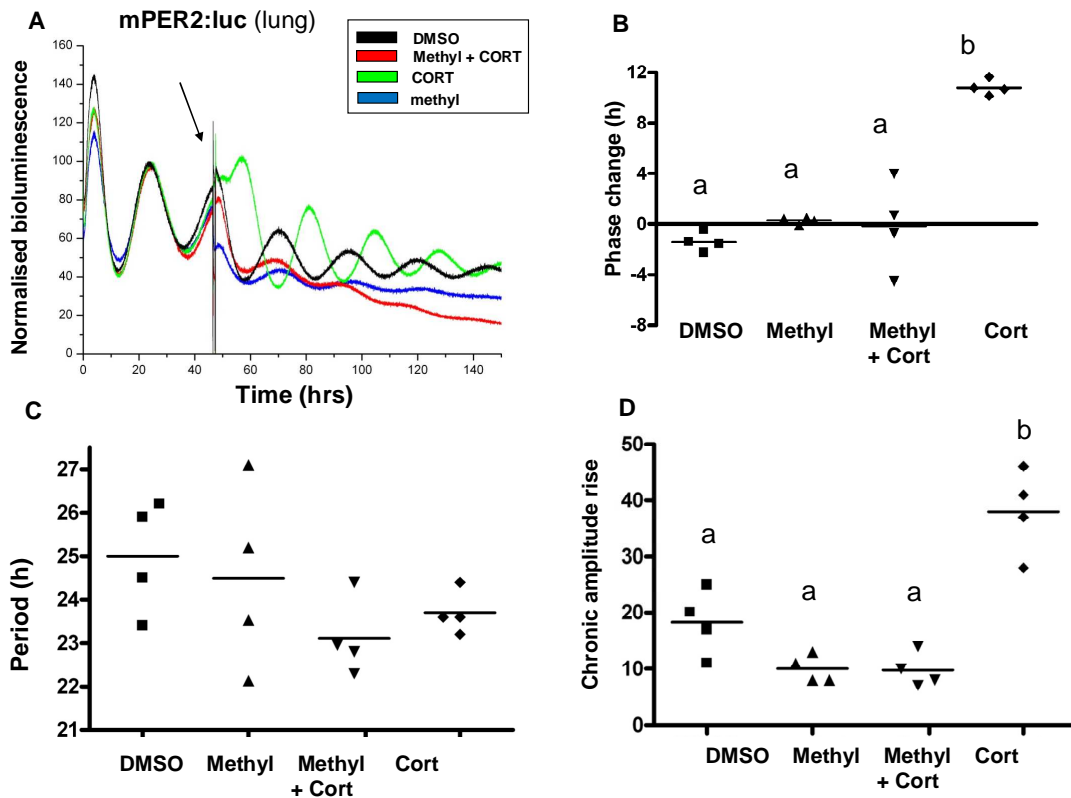 A
mPER2:luc (lung)
DMSO
Methyl + CORT
CORT
methyl
Normalised bioluminescence
160
140
120
100
80
60
40
20
0
0 20 40 60 80 100 120 140
Time (hrs)
B
Phase change (h)
12
8
4
0
-4
-8
a
a
a
b
DMSO Methyl Methyl Cort
+ Cort
C
Period (h)
27
26
25
24
23
22
21
DMSO Methyl Methyl Cort
+ Cort
D
Chronic amplitude rise
50
40
30
20
10
0
a
a
a
b
DMSO Methyl Methyl Cort
+ Cort